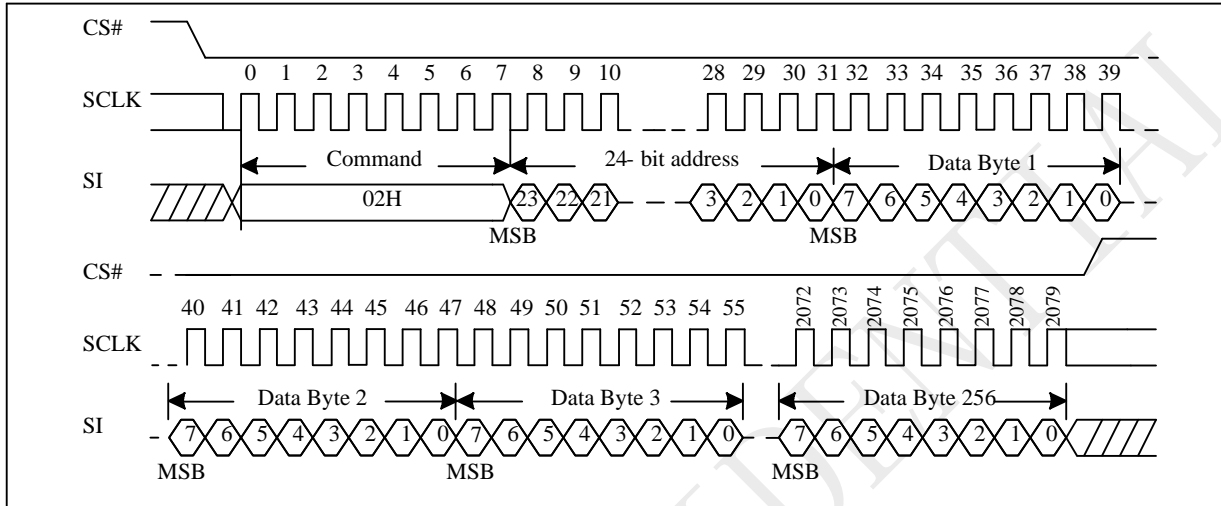 CS#
0 1 2 3 4 5 6 7 8 9 10 28 29 30 31 32 33 34 35 36 37 38 39
SCLK
Command 24- bit address Data Byte 1
SI
02H 23 22 21 3 2 1 0 7 6 5 4 3 2 1 0
MSB MSB
CS#
40 41 42 43 44 45 46 47 48 49 50 51 52 53 54 55 2072 2073 2074 2075 2076 2077 2078 2079
SCLK
Data Byte 2 Data Byte 3 Data Byte 256
SI
7 6 5 4 3 2 1 0 7 6 5 4 3 2 1 0 7 6 5 4 3 2 1 0
MSB MSB MSB